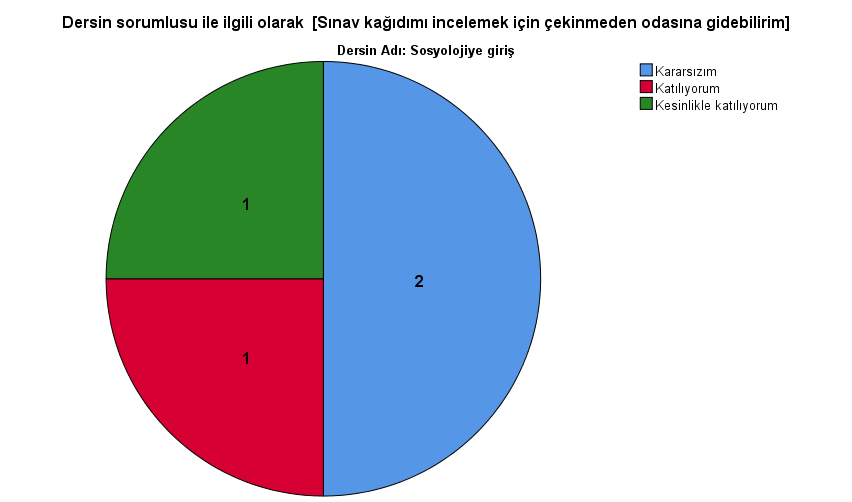 Dersin sorumlusu ile ilgili olarak [Sınav kağıdımı incelemek için çekinmeden odasına gidebilirim]
Dersin Adı: Sosyolojiye giriş
Kararsızım
Katılıyorum
Kesinlikle katılıyorum
1
2
1